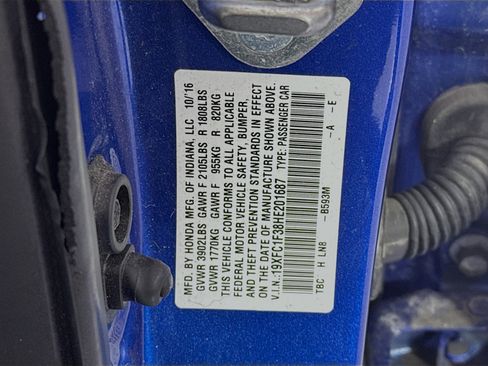 MFD. BY HONDA MFG. OF INDIANA, LLC 10/16
GVWR 3902LBS GAWR F 2105LBS R 1808LBS
GVWR 1770KG GAWR F 955KG R 820KG
THIS VEHICLE CONFORMS TO ALL APPLICABLE
FEDERAL MOTOR VEHICLE SAFETY, BUMPER,
AND THEFT PREVENTION STANDARDS IN EFFECT
ON THE DATE OF MANUFACTURE SHOWN ABOVE.
V.I.N.:19XFC1F38HE201687 TYPE: PASSENGER CAR
-B593M -A -E
TBC H LN8